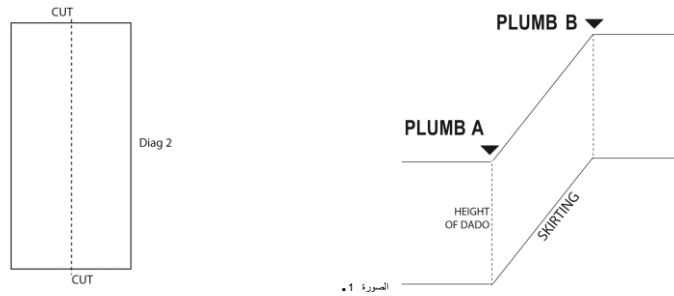 CUT
Diag 2
CUT
PLUMB B
PLUMB A
HEIGHT
OF DADO
SKIRTING
الصورة 1.